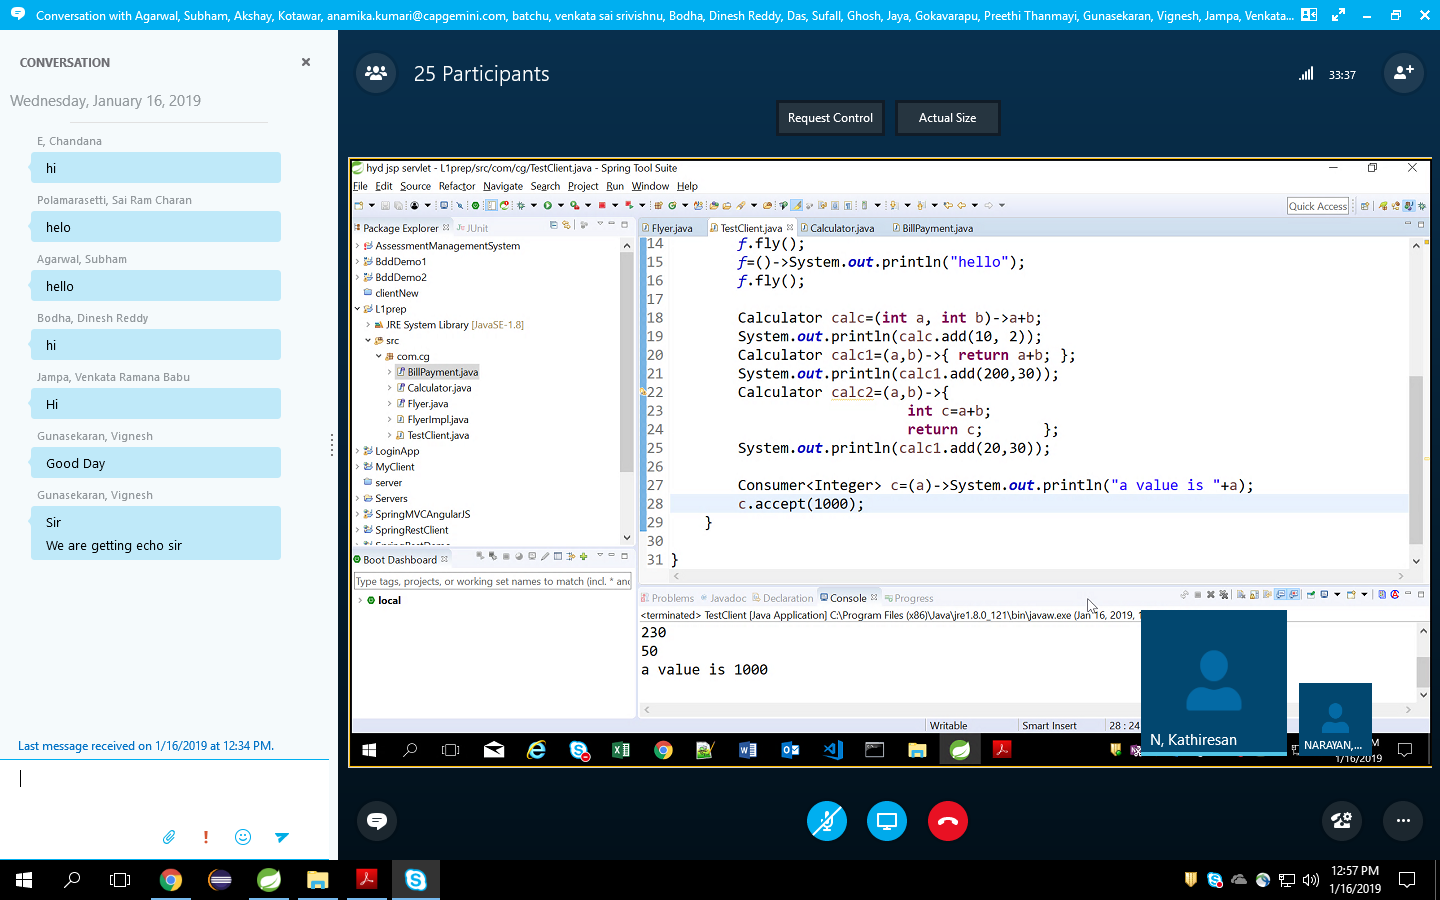 Conversation with Agarwal, Subham, Akshay, Kotawar, anamika.kumari@capgemini.com, batchu, venkata sai srivishnu, Bodha, Dinesh Reddy, Das, Sufall, Ghosh, Jaya, Gokavarapu, Preethi Thanmayi, Gunasekaran, Vignesh, Jampa, Venkata...
CONVERSATION
Wednesday, January 16, 2019
E, Chandana
hi
Polamarasetti, Sai Ram Charan
helo
Agarwal, Subham
hello
Bodha, Dinesh Reddy
hi
Jampa, Venkata Ramana Babu
Hi
Gunasekaran, Vignesh
Good Day
Gunasekaran, Vignesh
Sir
We are getting echo sir
Last message received on 1/16/2019 at 12:34 PM.
25 Participants
33:37
Request Control
Actual Size
hyd jsp servlet - L1prep/src/com/cg/TestClient.java - Spring Tool Suite
File Edit Source Refactor Navigate Search Project Run Window Help
Quick Access
Package Explorer JUnit
AssessmentManagementSystem
BddDemo1
BddDemo2
clientNew
L1prep
JRE System Library [JavaSE-1.8]
src
com.cg
BillPayment.java
Calculator.java
Flyer.java
FlyerImpl.java
TestClient.java
LoginApp
MyClient
server
Servers
SpringMVCAngularJS
SpringRestClient
Boot Dashboard
Type tags, projects, or working set names to match (incl. * and
local
Flyer.java TestClient.java Calculator.java BillPayment.java
14 f.fly();
15 f=()->System.out.println("hello");
16 f.fly();
17
18 Calculator calc=(int a, int b)->a+b;
19 System.out.println(calc.add(10, 2));
20 Calculator calc1=(a,b)->{ return a+b; };
21 System.out.println(calc1.add(200,30));
22 Calculator calc2=(a,b)->{
23 int c=a+b;
24 return c; };
25 System.out.println(calc1.add(20,30));
26
27 Consumer<Integer> c=(a)->System.out.println("a value is "+a);
28 c.accept(1000);
29 }
30
31 }
Problems Javadoc Declaration Console Progress
<terminated> TestClient [Java Application] C:\Program Files (x86)\Java\jre1.8.0_121\bin\javaw.exe (Jan 16, 2019, 1
230
50
a value is 1000
Writable Smart Insert 28 : 24
N, Kathiresan
NARAYAN,...
M
1/16/2019
12:57 PM
1/16/2019